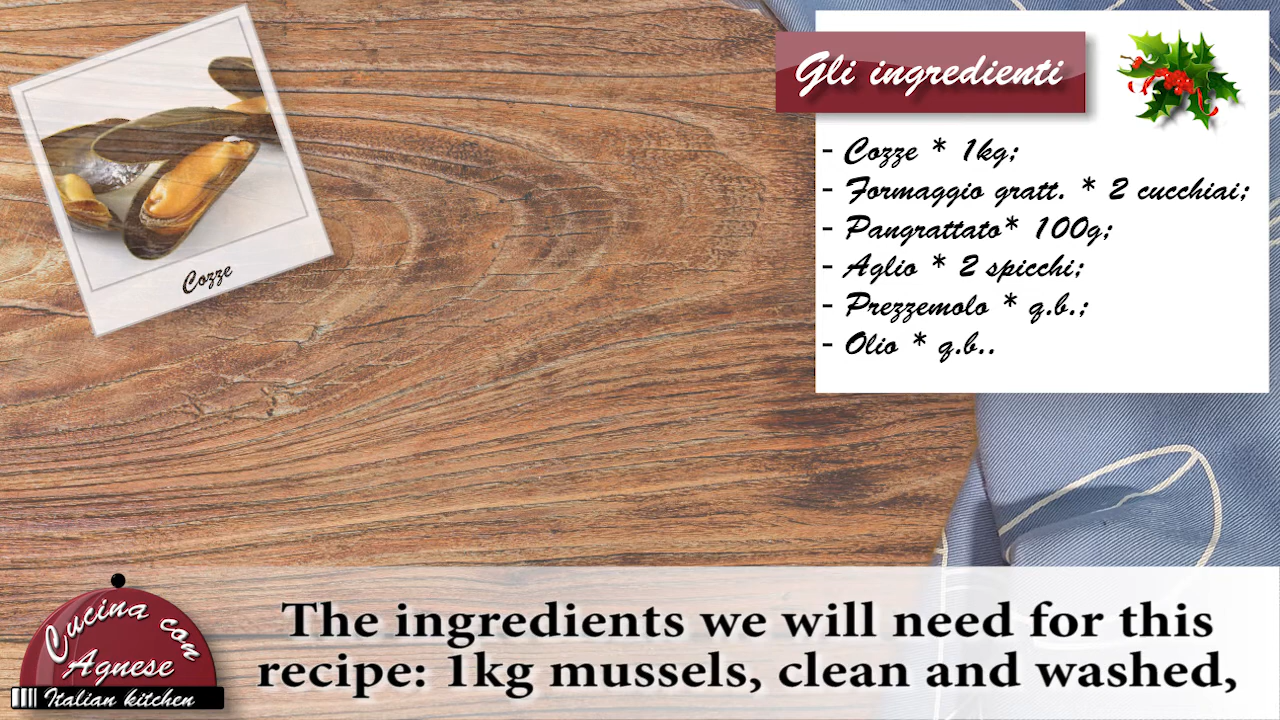 Gli ingredienti
- Cozze * 1kg;
- Formaggio gratt. * 2 cucchiai;
- Pangrattato* 100g;
- Aglio * 2 spicchi;
- Prezzemolo * q.b.;
- Olio * q.b..
Cozze
Cucina con
Agnese
Italian kitchen
The ingredients we will need for this
recipe: 1kg mussels, clean and washed,